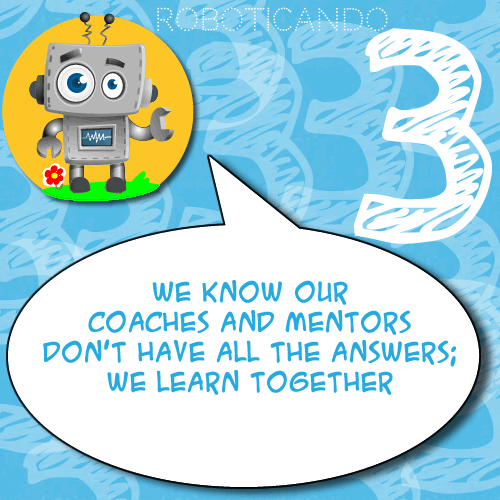 ROBOTICANDO
3
WE KNOW OUR
COACHES AND MENTORS
DON'T HAVE ALL THE ANSWERS;
WE LEARN TOGETHER